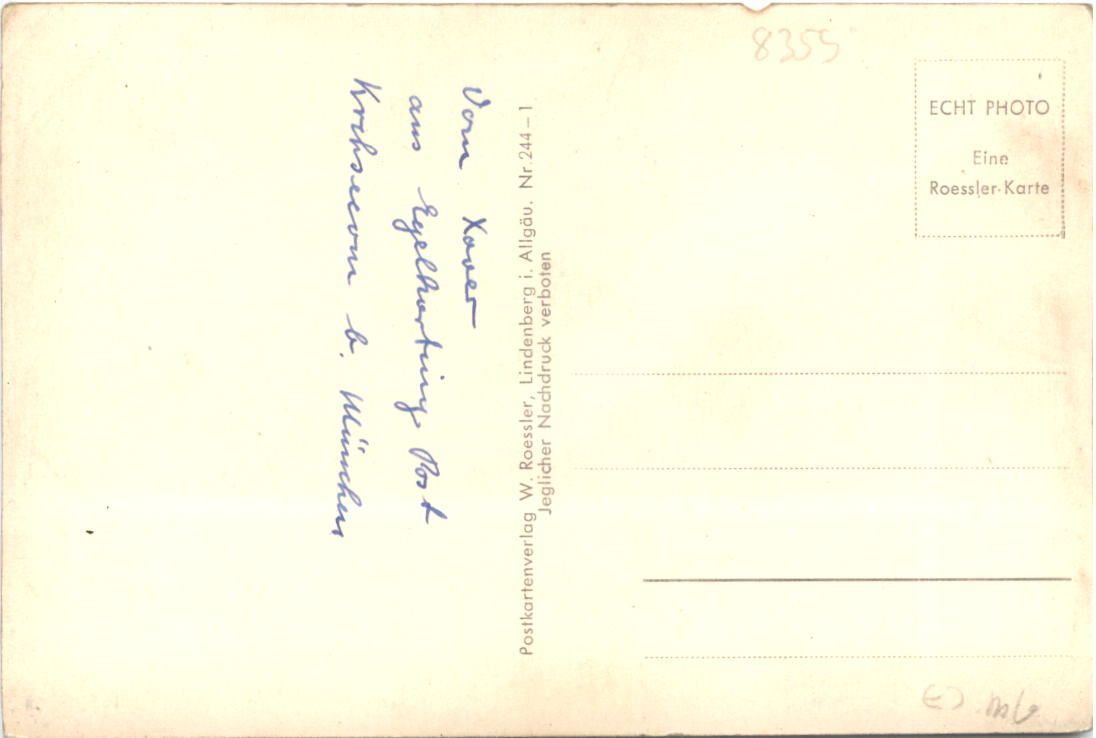 Vom Xaver
aus Egelharting Post
Kirchseeon b. München
Postkartenverlag W. Roessler, Lindenberg i. Allgäu. Nr. 244 – 1
Jeglicher Nachdruck verboten
8355
ECHT PHOTO
Eine
Roessler-Karte